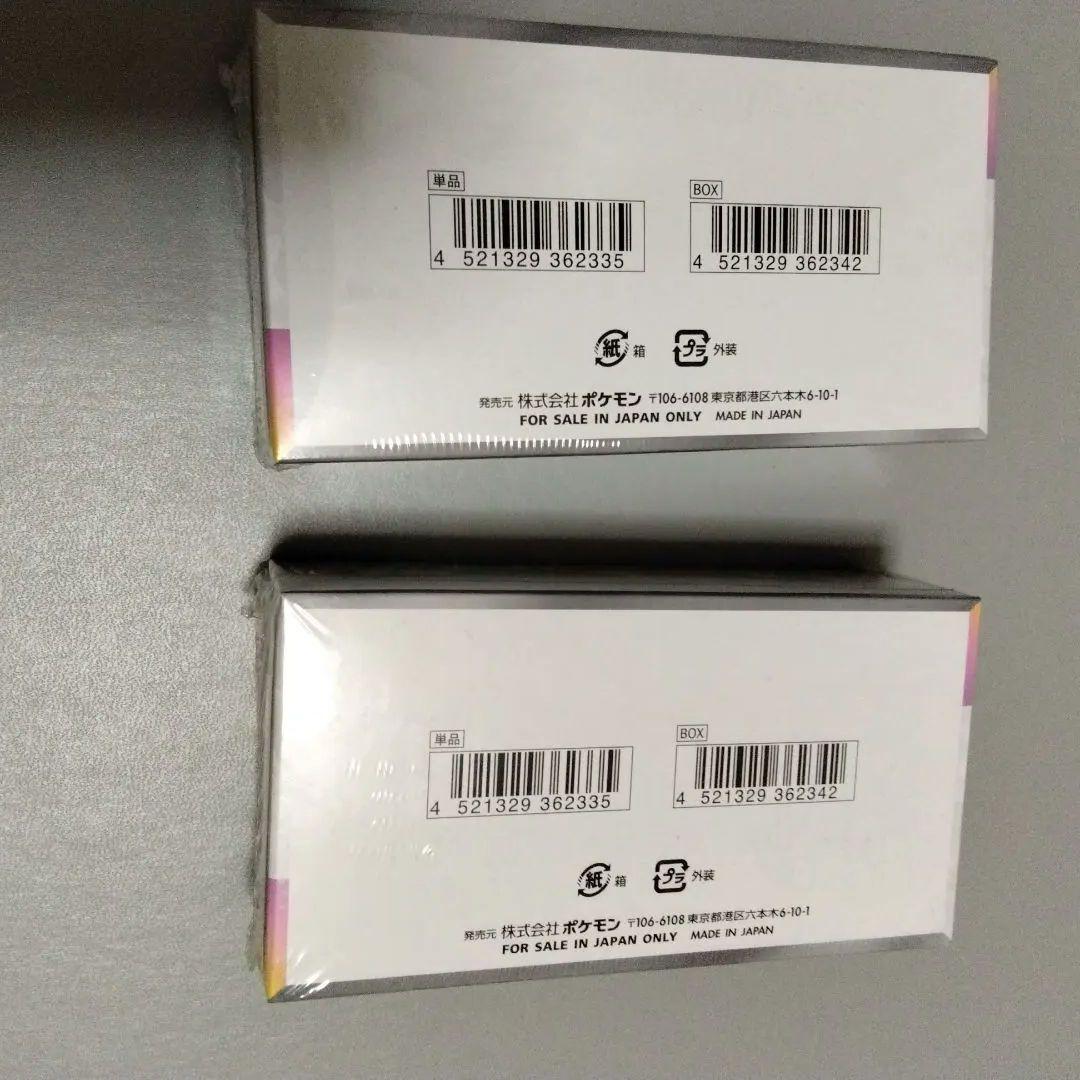 単品
BOX
4 521329 362335
4 521329 362342
紙 箱
プラ 外装
発売元 株式会社ポケモン 〒106-6108 東京都港区六本木6-10-1
FOR SALE IN JAPAN ONLY MADE IN JAPAN
単品
BOX
4 521329 362335
4 521329 362342
紙 箱
プラ 外装
発売元 株式会社ポケモン 〒106-6108 東京都港区六本木6-10-1
FOR SALE IN JAPAN ONLY MADE IN JAPAN